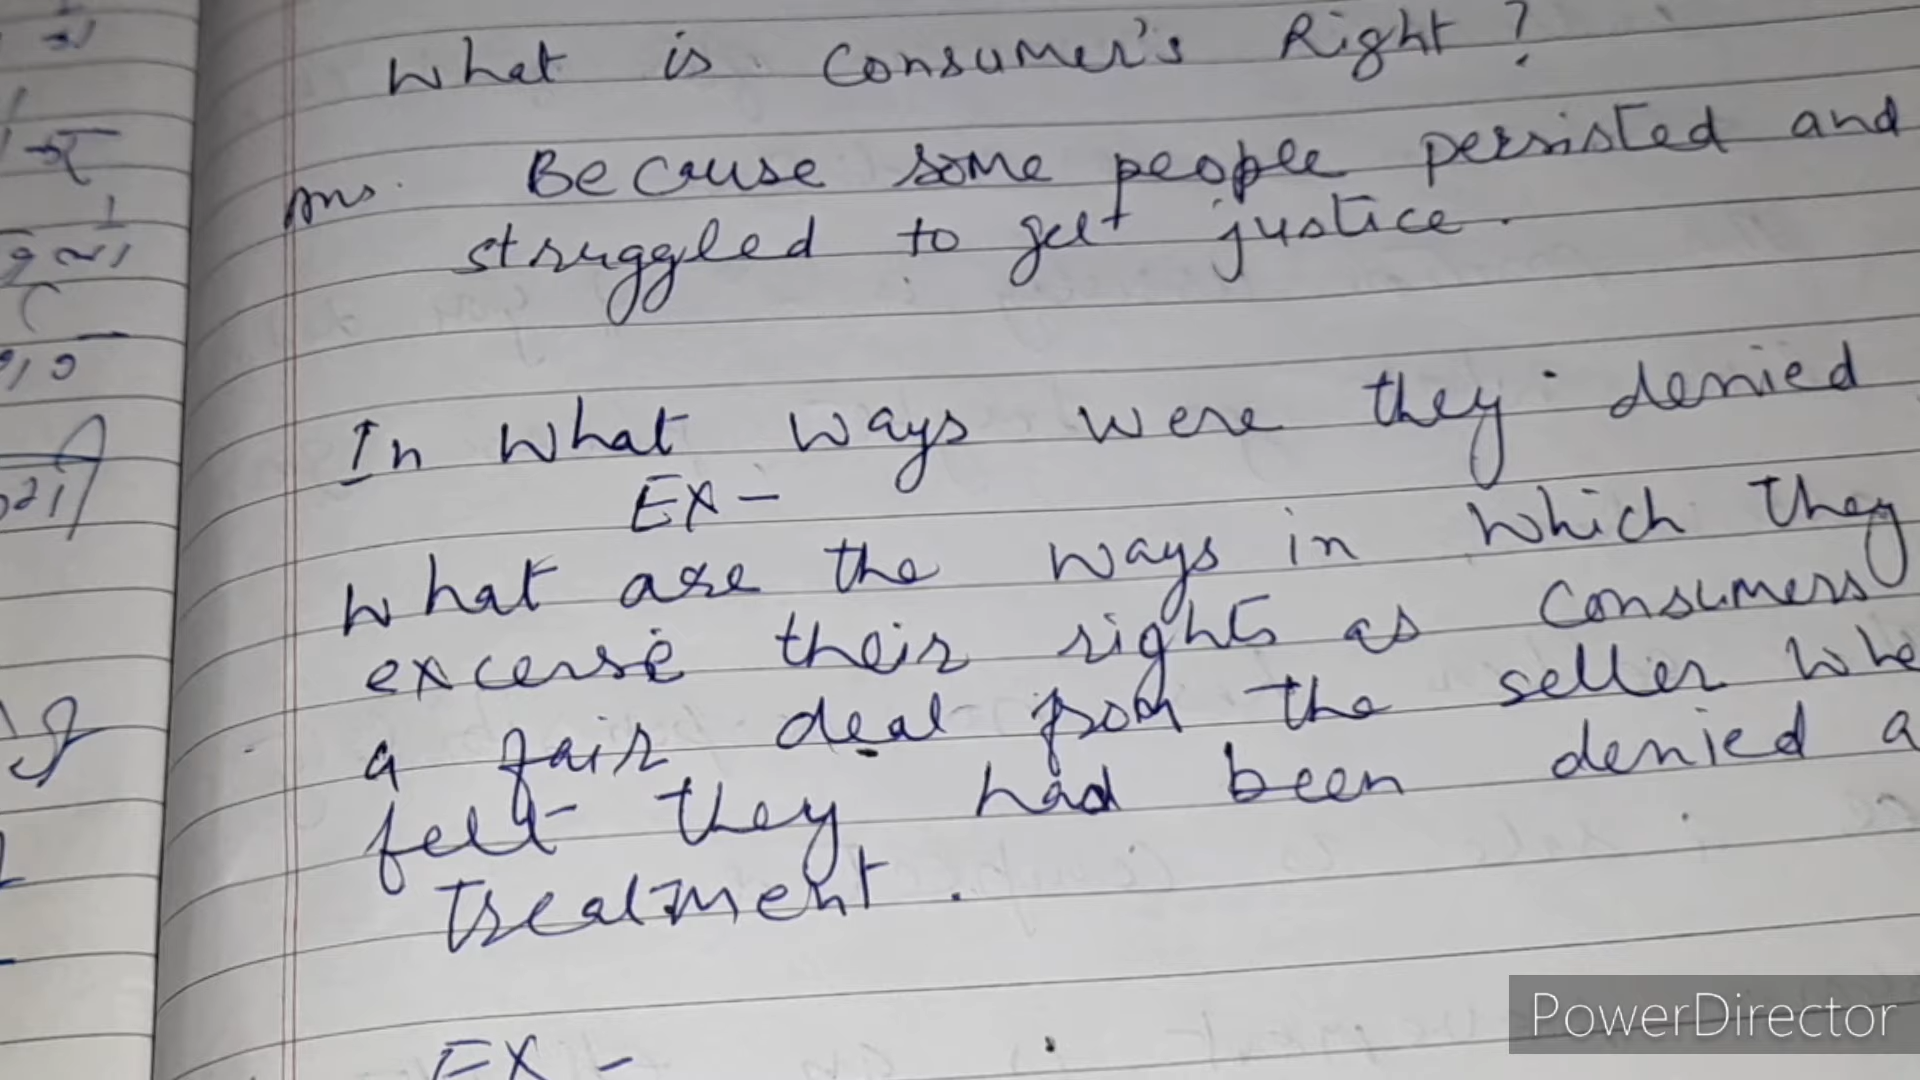 What is Consumer's Right?
Ans. Because some people persisted and
struggled to get justice.
In what ways were they denied
EX -
What are the ways in which they
excerse their rights as Consumers
a fair deal from the seller whe
felt they had been denied a
Treatment.
EX -
PowerDirector